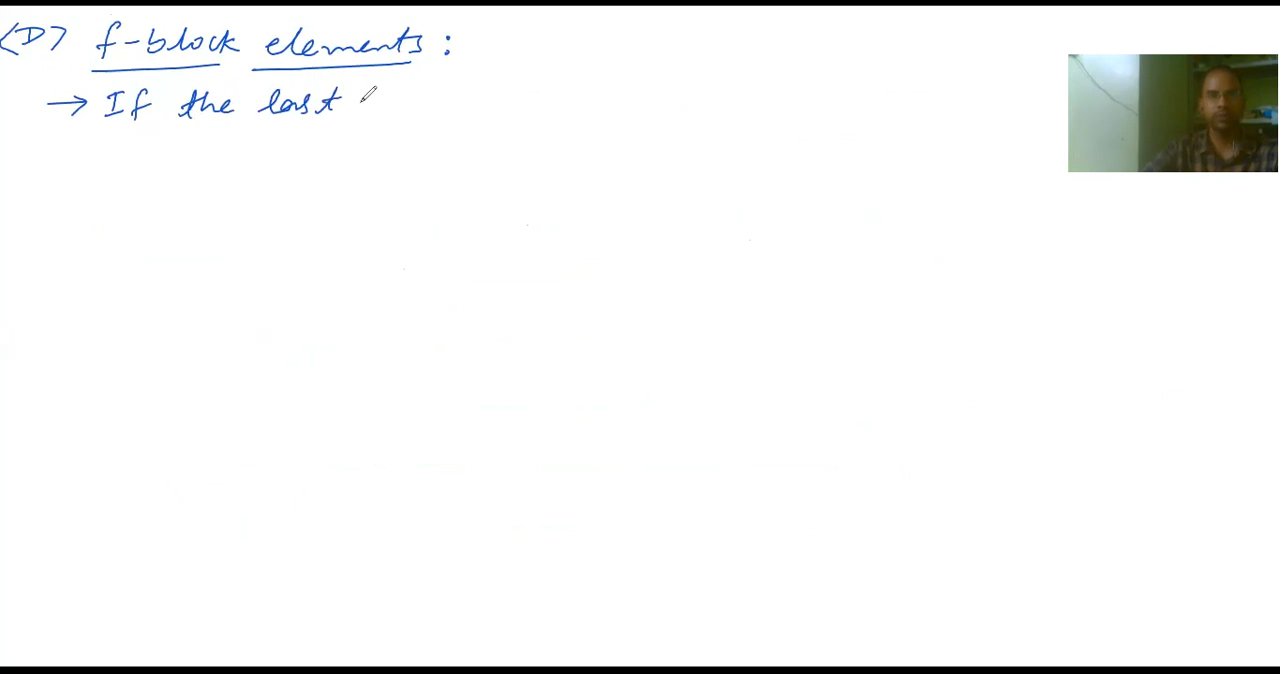 (D) f-block elements :
→ If the last